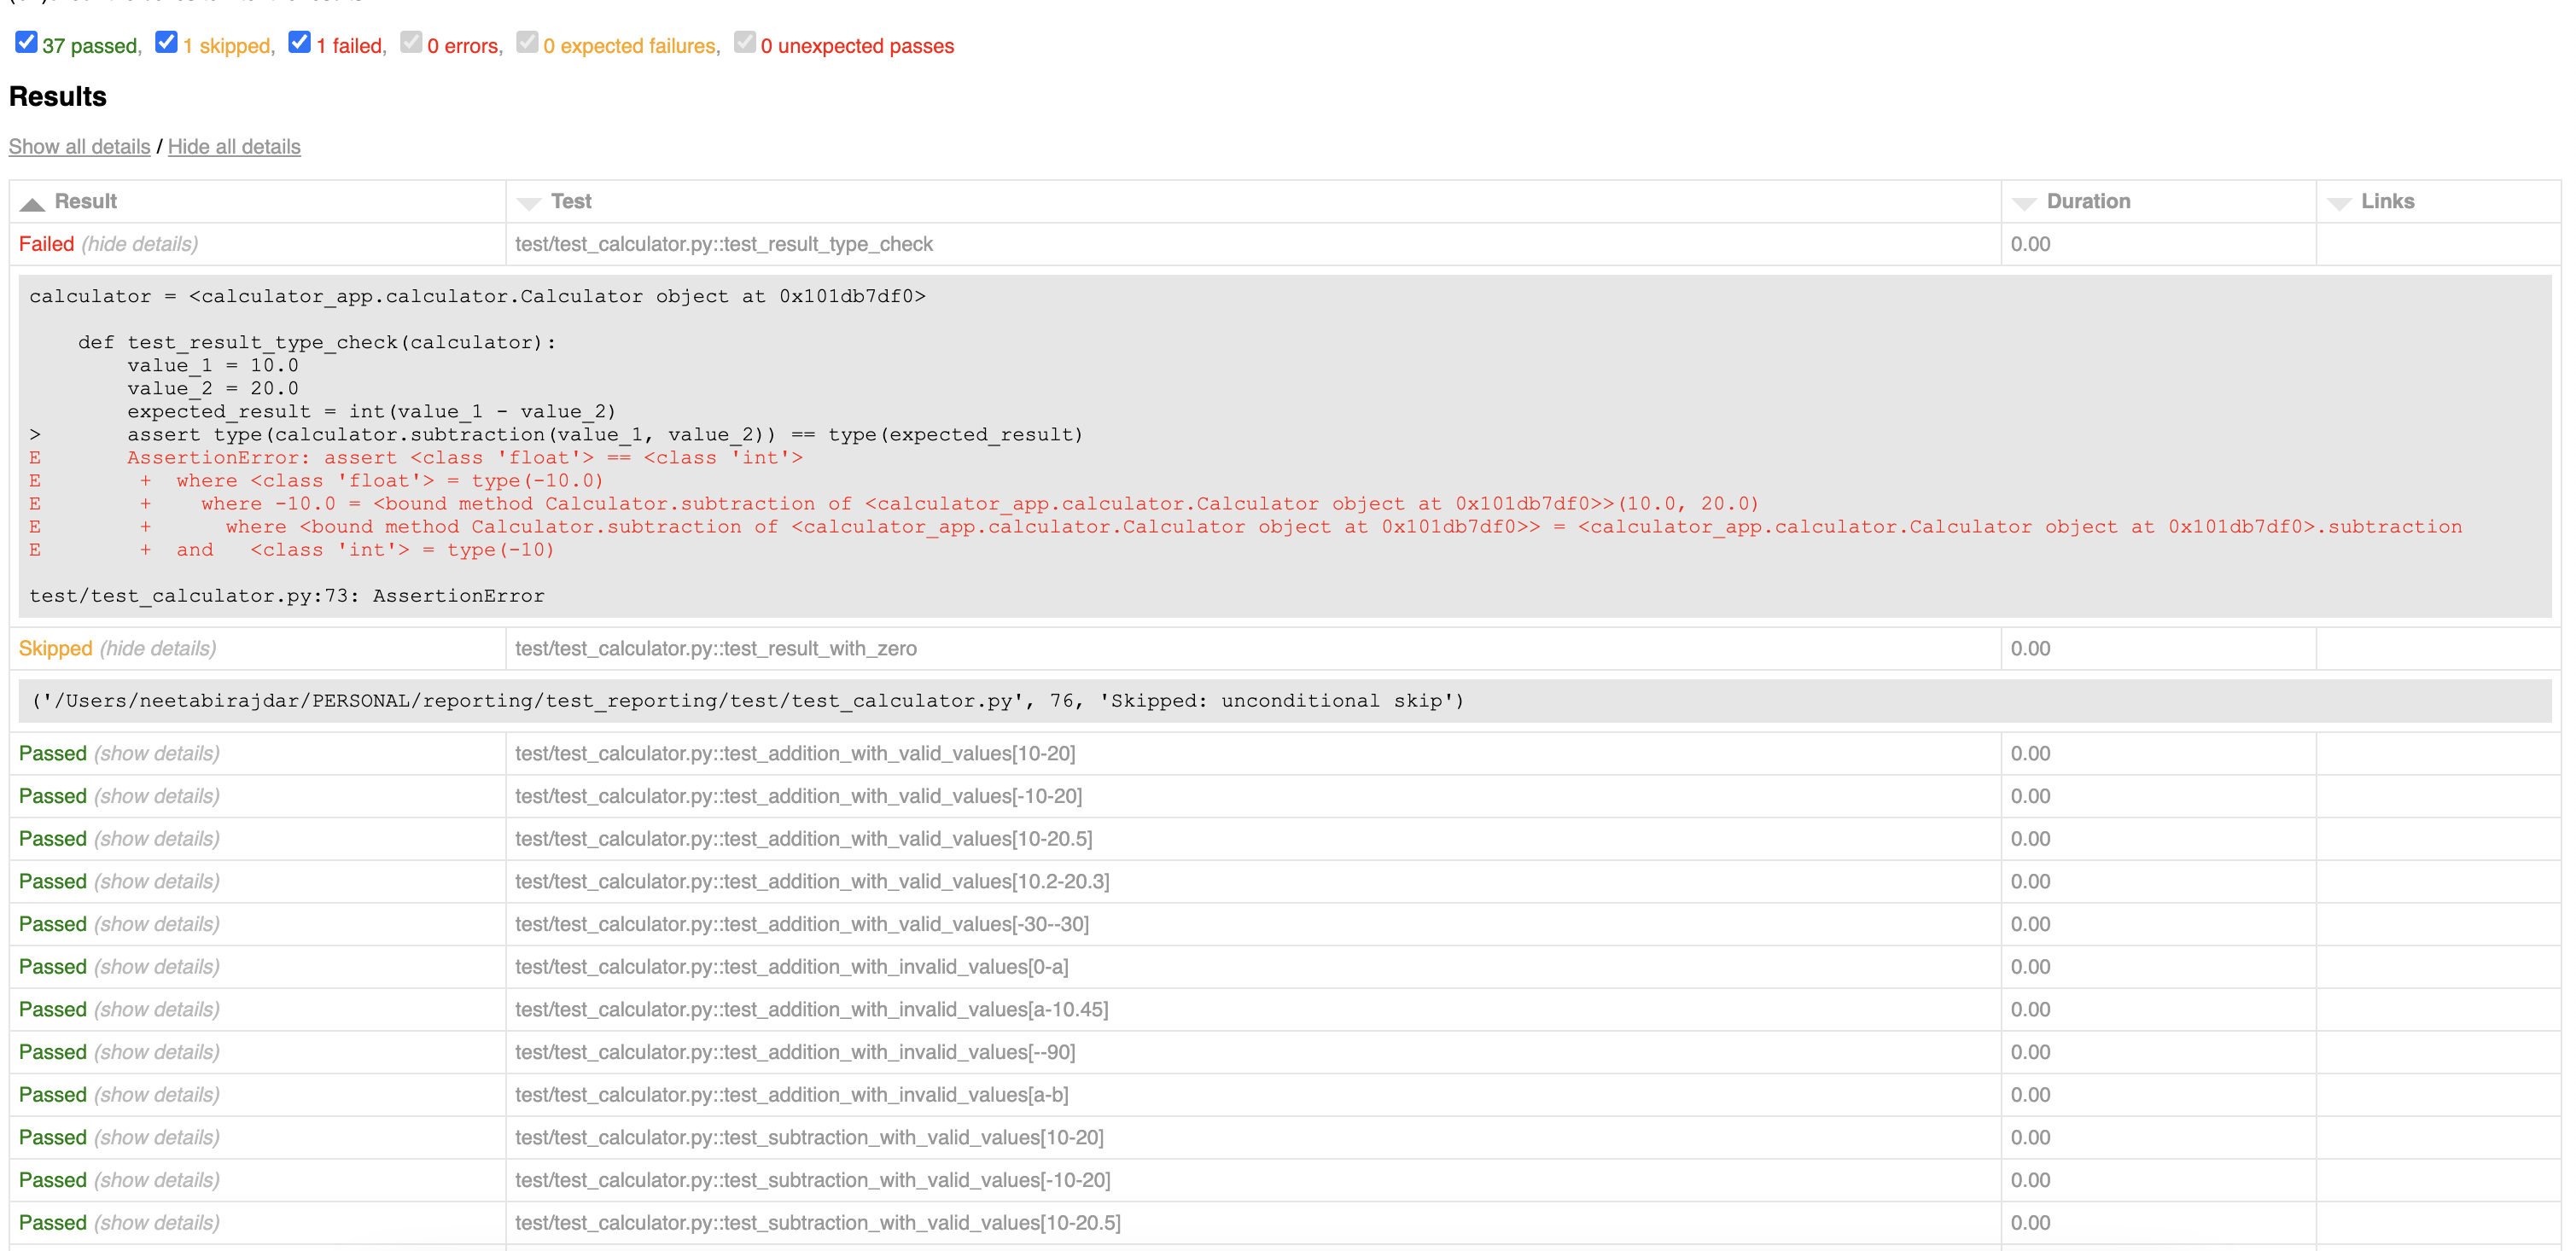 37 passed, 1 skipped, 1 failed, 0 errors, 0 expected failures, 0 unexpected passes
Results
Show all details / Hide all details
Result Test Duration Links
Failed (hide details) test/test_calculator.py::test_result_type_check 0.00
calculator = <calculator_app.calculator.Calculator object at 0x101db7df0>
def test_result_type_check(calculator):
value_1 = 10.0
value_2 = 20.0
expected_result = int(value_1 - value_2)
> assert type(calculator.subtraction(value_1, value_2)) == type(expected_result)
E AssertionError: assert <class 'float'> == <class 'int'>
E + where <class 'float'> = type(-10.0)
E + where -10.0 = <bound method Calculator.subtraction of <calculator_app.calculator.Calculator object at 0x101db7df0>>(10.0, 20.0)
E + where <bound method Calculator.subtraction of <calculator_app.calculator.Calculator object at 0x101db7df0>> = <calculator_app.calculator.Calculator object at 0x101db7df0>.subtraction
E + and <class 'int'> = type(-10)
test/test_calculator.py:73: AssertionError
Skipped (hide details) test/test_calculator.py::test_result_with_zero 0.00
('/Users/neetabirajdar/PERSONAL/reporting/test_reporting/test/test_calculator.py', 76, 'Skipped: unconditional skip')
Passed (show details) test/test_calculator.py::test_addition_with_valid_values[10-20] 0.00
Passed (show details) test/test_calculator.py::test_addition_with_valid_values[-10-20] 0.00
Passed (show details) test/test_calculator.py::test_addition_with_valid_values[10-20.5] 0.00
Passed (show details) test/test_calculator.py::test_addition_with_valid_values[10.2-20.3] 0.00
Passed (show details) test/test_calculator.py::test_addition_with_valid_values[-30--30] 0.00
Passed (show details) test/test_calculator.py::test_addition_with_invalid_values[0-a] 0.00
Passed (show details) test/test_calculator.py::test_addition_with_invalid_values[a-10.45] 0.00
Passed (show details) test/test_calculator.py::test_addition_with_invalid_values[--90] 0.00
Passed (show details) test/test_calculator.py::test_addition_with_invalid_values[a-b] 0.00
Passed (show details) test/test_calculator.py::test_subtraction_with_valid_values[10-20] 0.00
Passed (show details) test/test_calculator.py::test_subtraction_with_valid_values[-10-20] 0.00
Passed (show details) test/test_calculator.py::test_subtraction_with_valid_values[10-20.5] 0.00